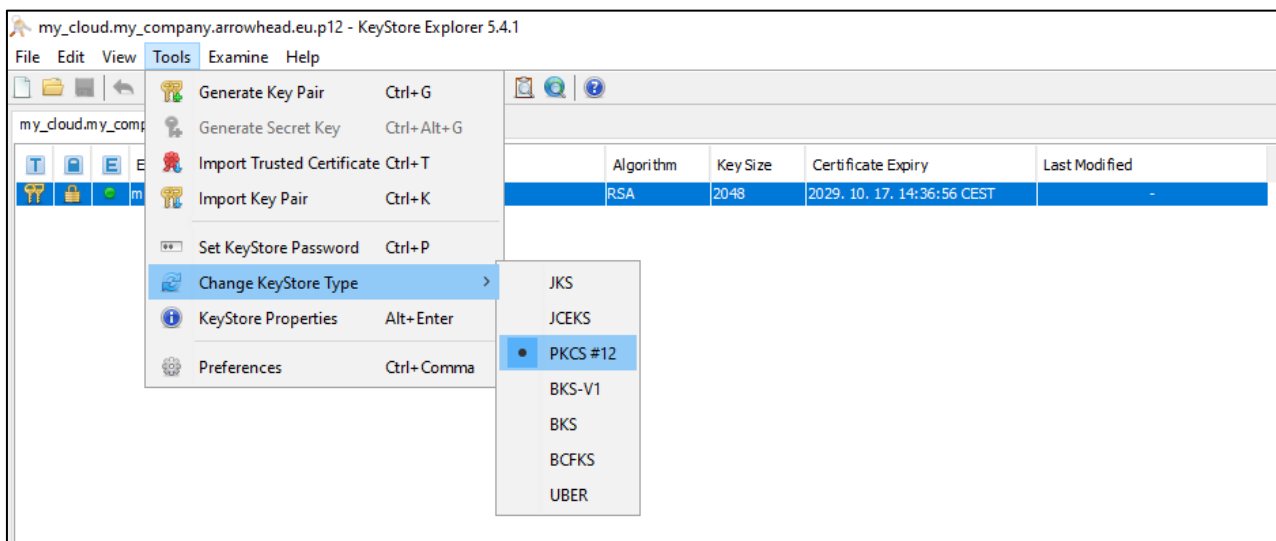 my_cloud.my_company.arrowhead.eu.p12 - KeyStore Explorer 5.4.1
File Edit View Tools Examine Help
my_cloud.my_comp
T E E Algorithm Key Size Certificate Expiry Last Modified
m RSA 2048 2029. 10. 17. 14:36:56 CEST -
Generate Key Pair Ctrl+G
Generate Secret Key Ctrl+Alt+G
Import Trusted Certificate Ctrl+T
Import Key Pair Ctrl+K
Set KeyStore Password Ctrl+P
Change KeyStore Type >
KeyStore Properties Alt+Enter
Preferences Ctrl+Comma
JKS
JCEKS
PKCS #12
BKS-V1
BKS
BCFKS
UBER